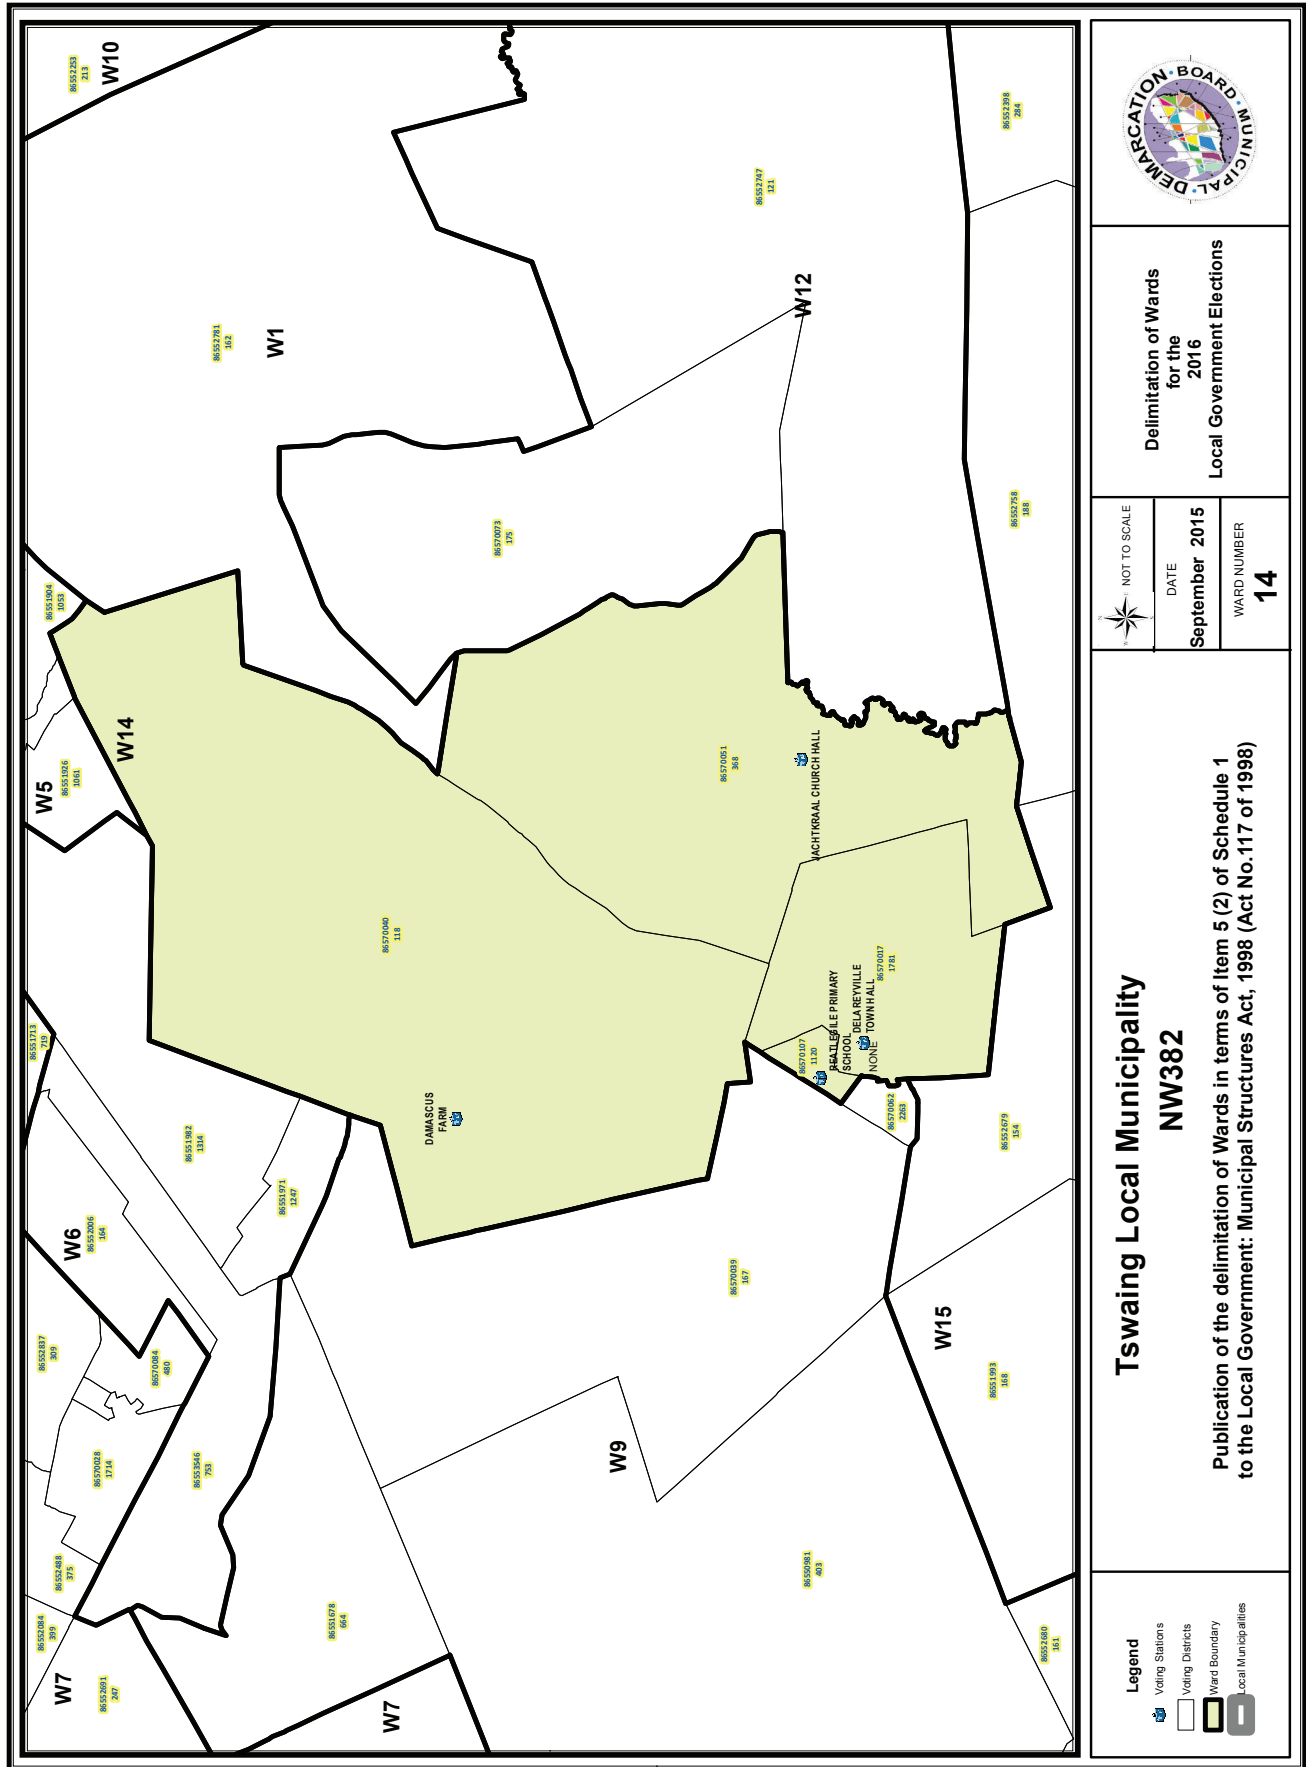 86552253
213
W10
86552781
162
W1
86552747
121
86552398
284
W12
86552758
188
86570073
175
86551904
1053
W14
W5
86551926
1061
86570051
368
JACHTKRAAL CHURCH HALL
86570040
118
86570017
1781
DELAREYVILLE
TOWN HALL
REATLEGILE PRIMARY
SCHOOL
NONE
86570107
1120
86570062
2263
DAMASCUS
FARM
86551713
719
86551982
1314
86551971
1247
W6
86552006
164
86552679
154
86570039
167
W15
86551993
168
86552837
309
86570084
480
86570028
1714
86553546
753
W9
86552488
375
86552084
399
86551678
664
86550981
403
86552680
161
W7
86552691
247
W7
Legend
Voting Stations
Voting Districts
Ward Boundary
Local Municipalities
Tswaing Local Municipality
NW382
Publication of the delimitation of Wards in terms of Item 5 (2) of Schedule 1
to the Local Government: Municipal Structures Act, 1998 (Act No.117 of 1998)
NOT TO SCALE
DATE
September 2015
WARD NUMBER
14
Delimitation of Wards
for the
2016
Local Government Elections
MUNICIPAL • DEMARCATION • BOARD •